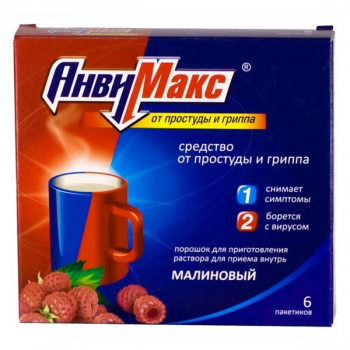 АнвиМакс®
от простуды и гриппа
средство
от простуды и гриппа
1 снимает
симптомы
2 борется
с вирусом
порошок для приготовления
раствора для приема внутрь
МАЛИНОВЫЙ
6
пакетиков